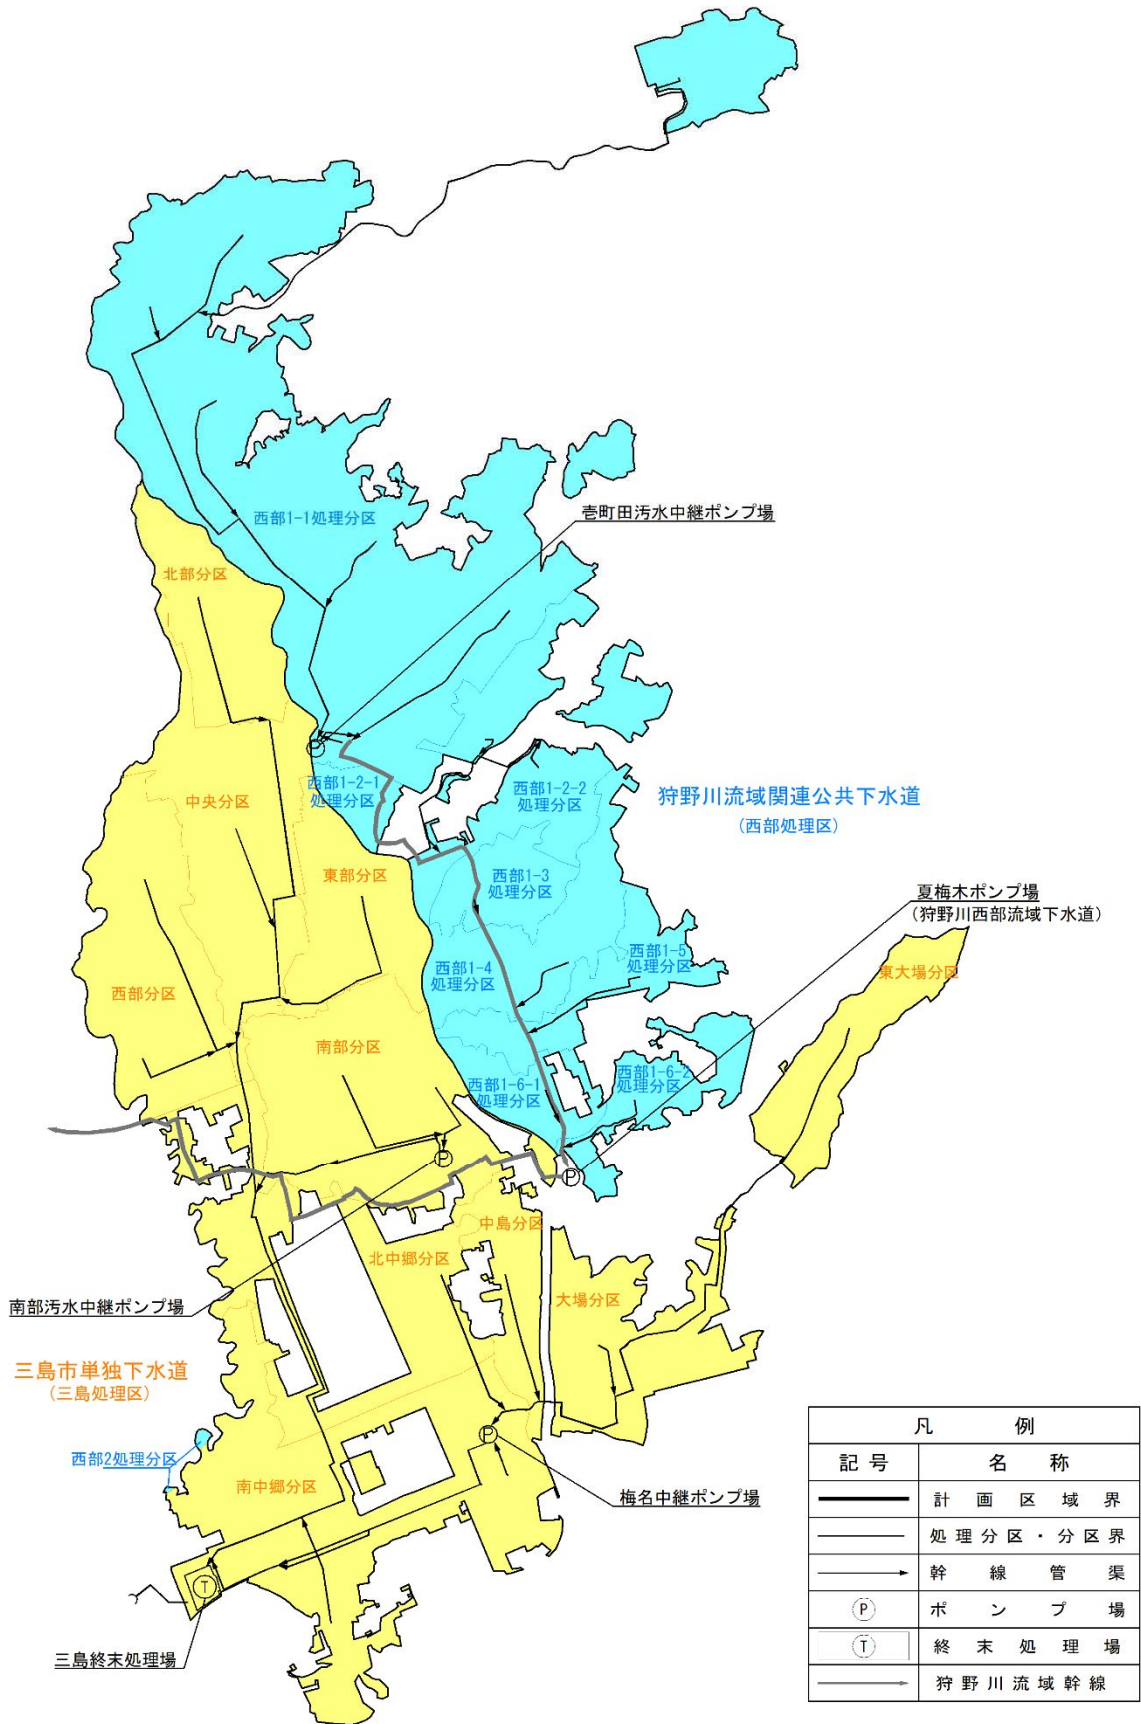 西部1-1処理分区
壱町田汚水中継ポンプ場
北部分区
西部1-2-1
処理分区
中央分区
西部1-2-2
処理分区
狩野川流域関連公共下水道
(西部処理区)
東部分区
西部1-3
処理分区
夏梅木ポンプ場
(狩野川西部流域下水道)
西部1-4
処理分区
西部1-5
処理分区
東大場分区
西部分区
南部分区
西部1-6-1
処理分区
西部1-6-2
処理分区
P
P
P
中島分区
北中郷分区
大場分区
南部汚水中継ポンプ場
三島市単独下水道
(三島処理区)
西部2処理分区
P
南中郷分区
梅名中継ポンプ場
T
三島終末処理場
凡 例
記号 名 称
計画区域界
処理分区・分区界
幹線管渠
P ポンプ場
T 終末処理場
狩野川流域幹線